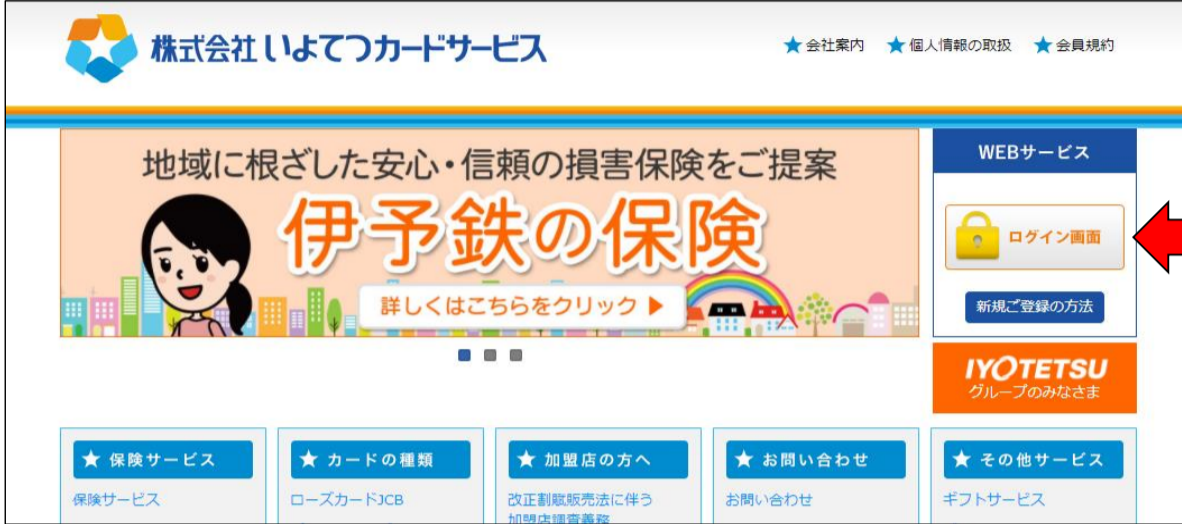 株式会社 いよてつカードサービス
★ 会社案内 ★ 個人情報の取扱 ★ 会員規約
地域に根ざした安心・信頼の損害保険をご提案
伊予鉄の保険
詳しくはこちらをクリック ▶
WEBサービス
ログイン画面
新規ご登録の方法
IYOTETSU
グループのみなさま
★ 保険サービス
保険サービス
★ カードの種類
ローズカードJCB
★ 加盟店の方へ
改正割賦販売法に伴う
加盟店調査義務
★ お問い合わせ
お問い合わせ
★ その他サービス
ギフトサービス